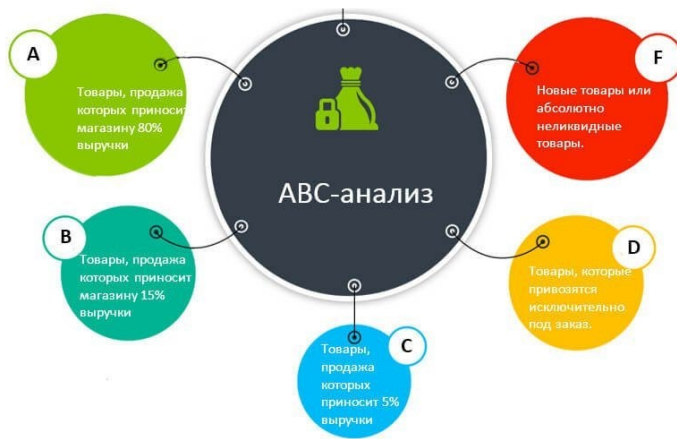 A
Товары, продажа
которых приносит
магазину 80%
выручки
B
Товары, продажа
которых приносит
магазину 15%
выручки
АВС-анализ
C
Товары,
продажа
которых
приносит 5%
выручки
F
Новые товары или
абсолютно
неликвидные
товары.
D
Товары, которые
привозятся
исключительно
под заказ.